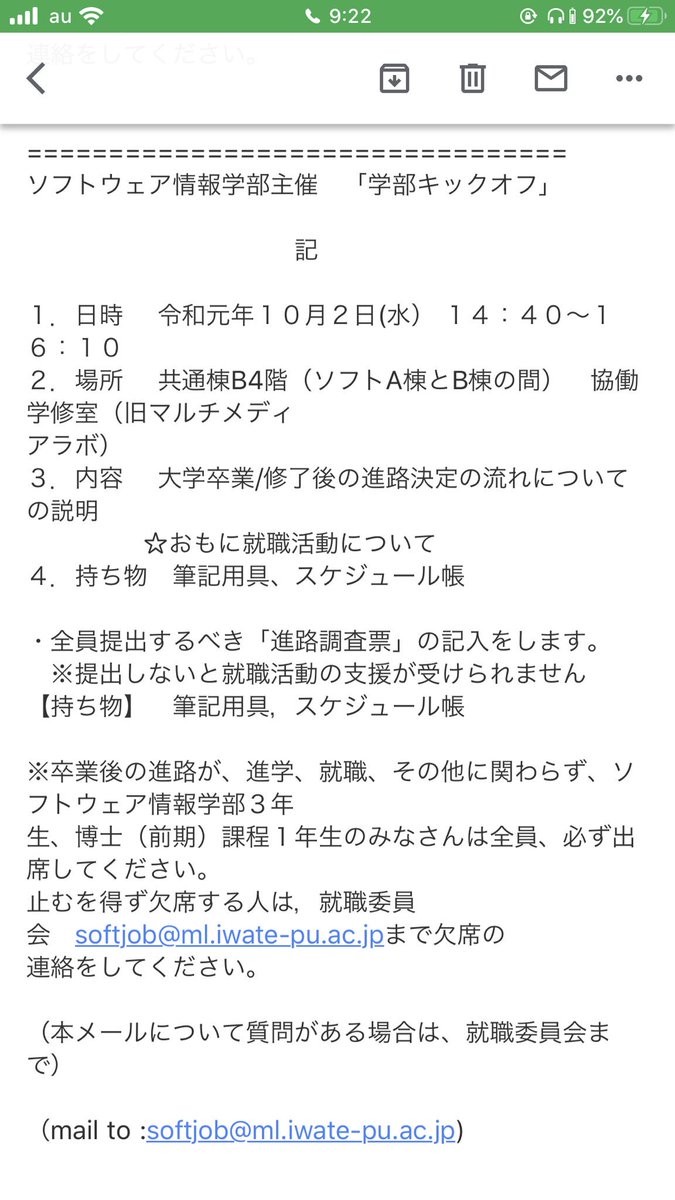 au 9:22 92%
連絡をしてください。
=================================
ソフトウェア情報学部主催　「学部キックオフ」
記
１．日時　 令和元年１０月２日(水） １４：４０〜１
６：１０
２．場所　 共通棟B4階（ソフトA棟とB棟の間）　 協働
学修室（旧マルチメディ
アラボ）
３．内容　 大学卒業/修了後の進路決定の流れについて
の説明
☆おもに就職活動について
４．持ち物　筆記用具、スケジュール帳
・全員提出するべき「進路調査票」の記入をします。
※提出しないと就職活動の支援が受けられません
【持ち物】　筆記用具，スケジュール帳
※卒業後の進路が、進学、就職、その他に関わらず、ソ
フトウェア情報学部３年
生、博士（前期）課程１年生のみなさんは全員、必ず出
席してください。
止むを得ず欠席する人は，就職委員
会　softjob@ml.iwate-pu.ac.jpまで欠席の
連絡をしてください。
（本メールについて質問がある場合は、就職委員会ま
で）
（mail to :softjob@ml.iwate-pu.ac.jp)